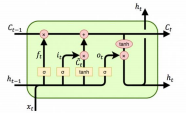 h_t
C_{t-1} × + C_t
tanh
f_t i_t C̃_t o_t × ×
σ σ tanh σ
h_{t-1} h_t
x_t